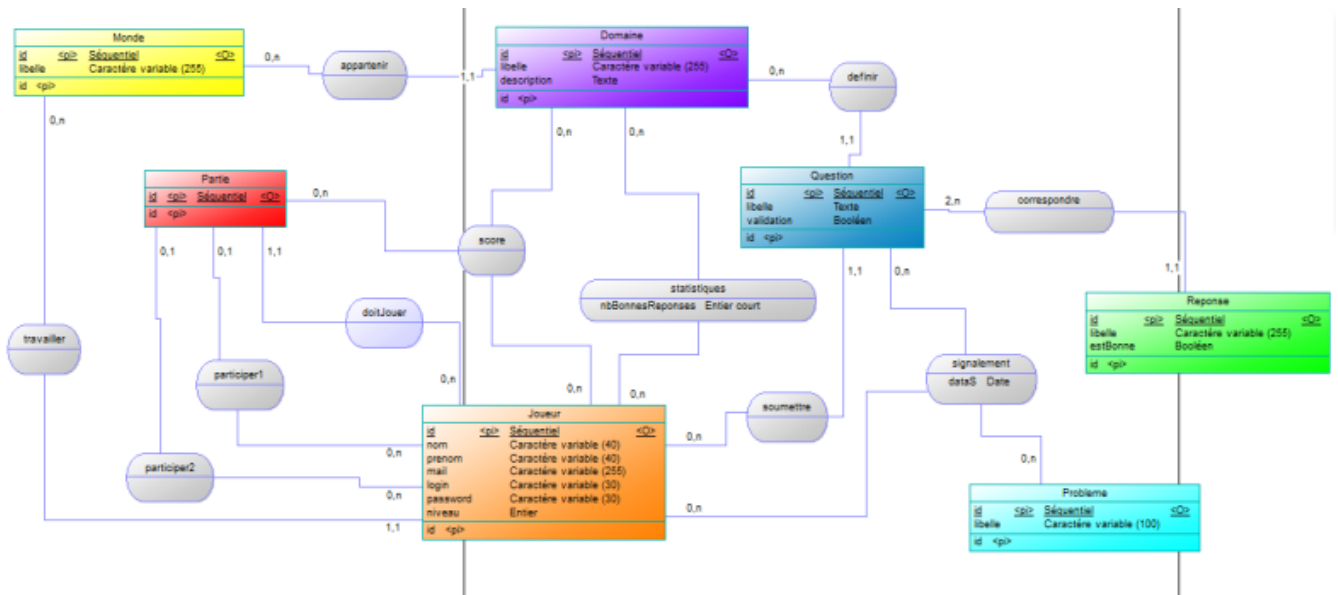 Monde
id <pi> Séquentiel <O>
libelle Caractère variable (255)
id <pi>
0,n
appartenir
1,1
Domaine
id <pi> Séquentiel <O>
libelle Caractère variable (255)
description Texte
id <pi>
0,n
definir
1,1
0,n
0,n
0,n
Partie
id <pi> Séquentiel <O>
id <pi>
0,n
score
Question
id <pi> Séquentiel <O>
libelle Texte
validation Booléen
id <pi>
2,n
correspondre
1,1
0,1
0,1
1,1
1,1
0,n
statistiques
nbBonnesReponses Entier court
Reponse
id <pi> Séquentiel <O>
libelle Caractère variable (255)
estBonne Booléen
id <pi>
doitJouer
travailler
participer1
signalement
dataS Date
0,n
0,n
0,n
soumettre
Joueur
id <pi> Séquentiel <O>
nom Caractère variable (40)
prenom Caractère variable (40)
mail Caractère variable (255)
login Caractère variable (30)
password Caractère variable (30)
niveau Entier
id <pi>
0,n
0,n
participer2
0,n
0,n
0,n
1,1
Probleme
id <pi> Séquentiel <O>
libelle Caractère variable (100)
id <pi>